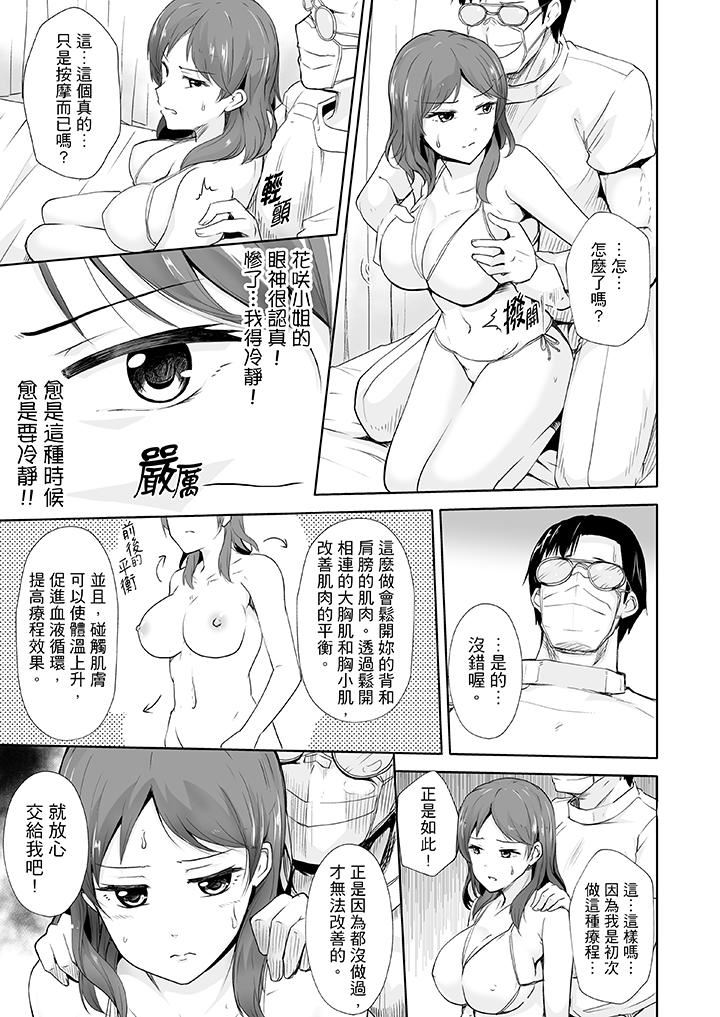 …怎…
怎麼了嗎？
撥開
這…這個真的…
只是按摩而已嗎？
輕顫
花咲小姐的
眼神很認真！
慘了…我得冷靜！
愈是這種時候
愈是要冷靜!!
嚴厲
…是的…
沒錯喔。
這麼做會鬆開妳的背和
肩膀的肌肉。透過鬆開
相連的大胸肌和胸小肌，
改善肌肉的平衡。
前後的平衡
並且，碰觸肌膚
可以使體溫上升，
促進血液循環，
提高療程效果。
這…這樣嗎…
因為我是初次
做這種療程…
正是如此！
正是因為都沒做過，
才無法改善的。
就放心
交給我吧！